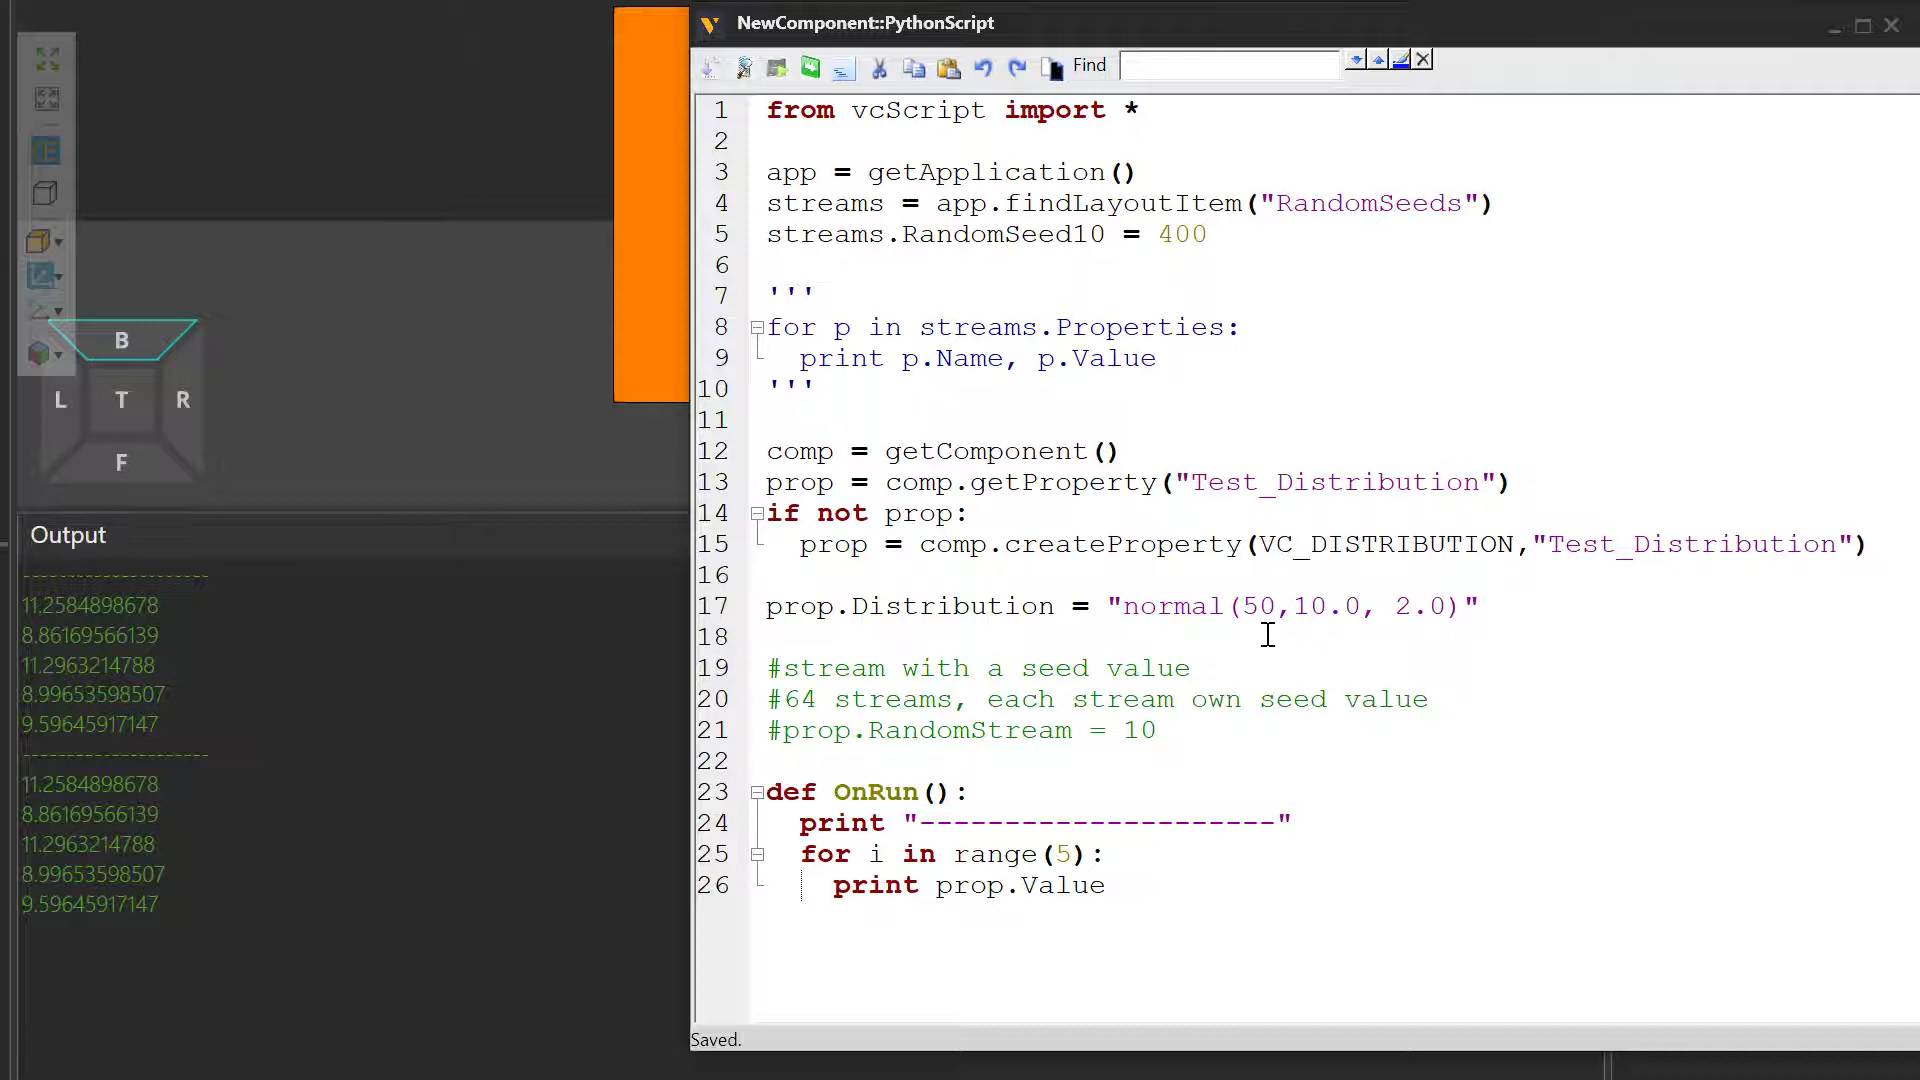 NewComponent::PythonScript
Find
1 from vcScript import *
2
3 app = getApplication()
4 streams = app.findLayoutItem("RandomSeeds")
5 streams.RandomSeed10 = 400
6
7 '''
8 for p in streams.Properties:
9 print p.Name, p.Value
10 '''
11
12 comp = getComponent()
13 prop = comp.getProperty("Test_Distribution")
14 if not prop:
15 prop = comp.createProperty(VC_DISTRIBUTION,"Test_Distribution")
16
17 prop.Distribution = "normal(50,10.0, 2.0)"
18
19 #stream with a seed value
20 #64 streams, each stream own seed value
21 #prop.RandomStream = 10
22
23 def OnRun():
24 print "---------------------"
25 for i in range(5):
26 print prop.Value
Saved.
B
L T R
F
Output
---------------------
11.2584898678
8.86169566139
11.2963214788
8.99653598507
9.59645917147
---------------------
11.2584898678
8.86169566139
11.2963214788
8.99653598507
9.59645917147